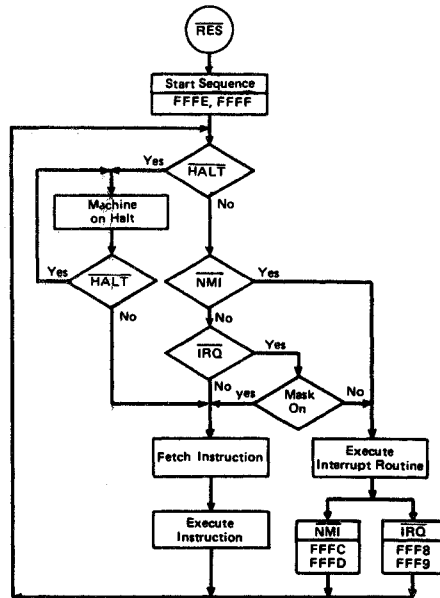 RES
Start Sequence
FFFE, FFFF
Yes
HALT
No
Machine
on Halt
Yes
HALT
No
NMI
Yes
No
IRQ
Yes
No
yes
Mask
On
No
Fetch Instruction
Execute
Interrupt Routine
Execute
Instruction
NMI
FFFC
FFFD
IRQ
FFF8
FFF9